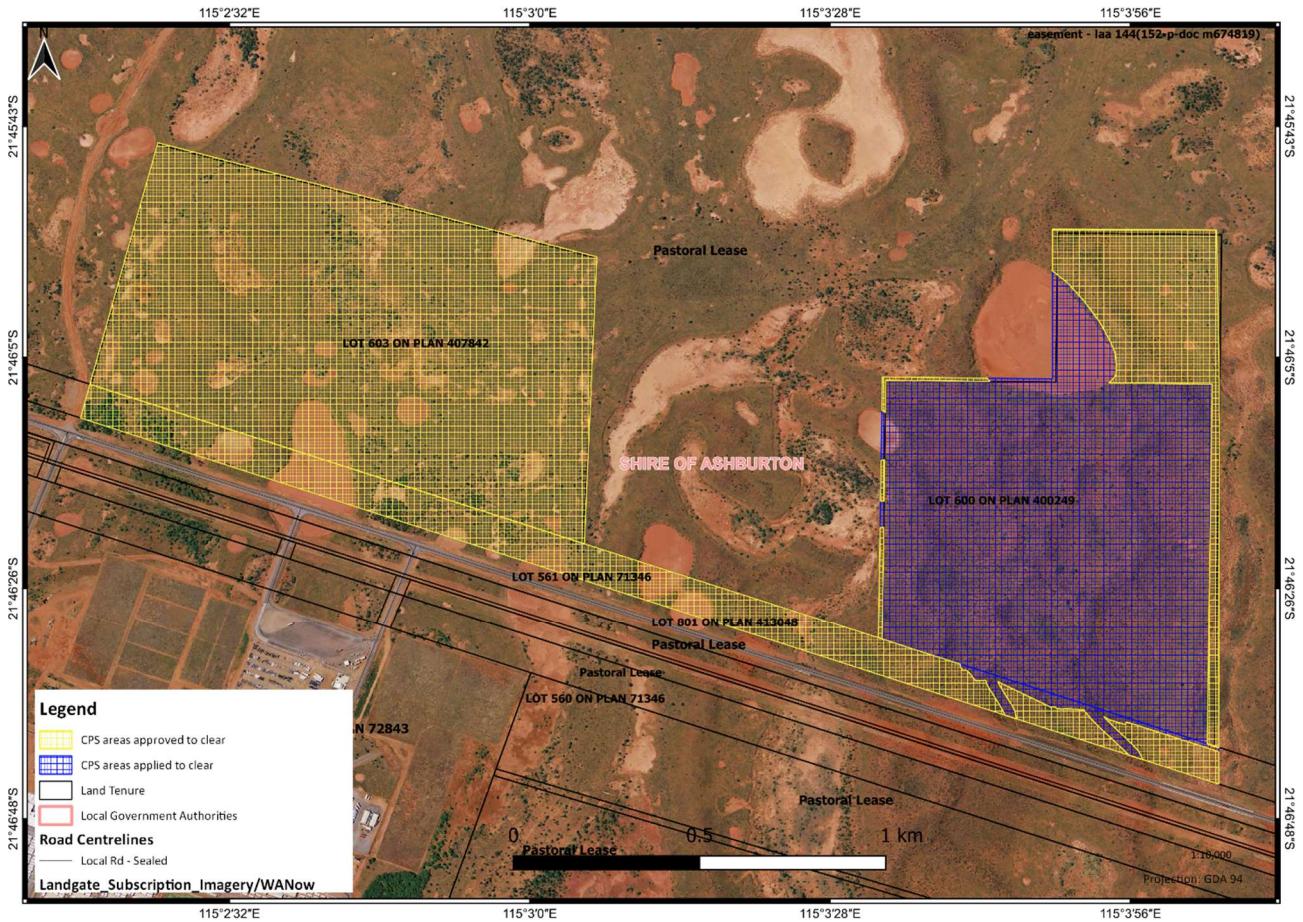 115°2'32"E 115°3'0"E 115°3'28"E 115°3'56"E
N
easement - laa 144(152-p-doc m674819)
21°45'43"S 21°45'43"S
Pastoral Lease
LOT 603 ON PLAN 407842
21°46'5"S 21°46'5"S
SHIRE OF ASHBURTON
LOT 600 ON PLAN 400249
LOT 561 ON PLAN 71346
21°46'26"S 21°46'26"S
LOT 801 ON PLAN 413048
Pastoral Lease
Pastoral Lease
LOT 560 ON PLAN 71346
N 72843
Pastoral Lease
21°46'48"S 21°46'48"S
Legend
CPS areas approved to clear
CPS areas applied to clear
Land Tenure
Local Government Authorities
Road Centrelines
Local Rd - Sealed
Landgate_Subscription_Imagery/WANow
0 0.5 1 km
Pastoral Lease
1:10,000
Projection: GDA 94
115°2'32"E 115°3'0"E 115°3'28"E 115°3'56"E